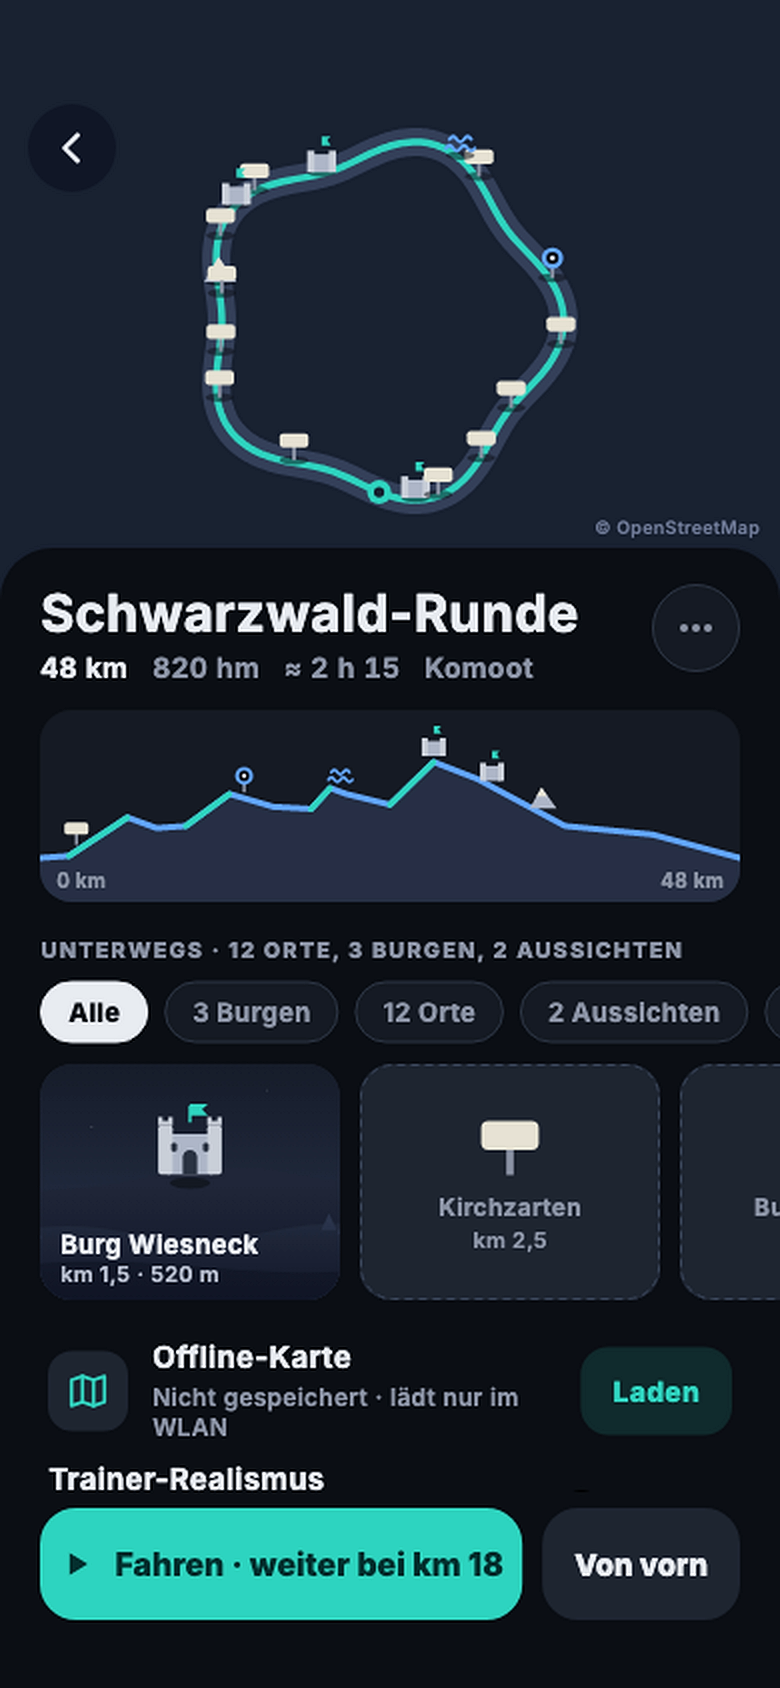 © OpenStreetMap
Schwarzwald-Runde
48 km 820 hm ≈ 2 h 15 Komoot
0 km 48 km
UNTERWEGS · 12 ORTE, 3 BURGEN, 2 AUSSICHTEN
Alle 3 Burgen 12 Orte 2 Aussichten
Burg Wiesneck
km 1,5 · 520 m
Kirchzarten
km 2,5
Bu
Offline-Karte
Nicht gespeichert · lädt nur im
WLAN
Laden
Trainer-Realismus
Fahren · weiter bei km 18
Von vorn